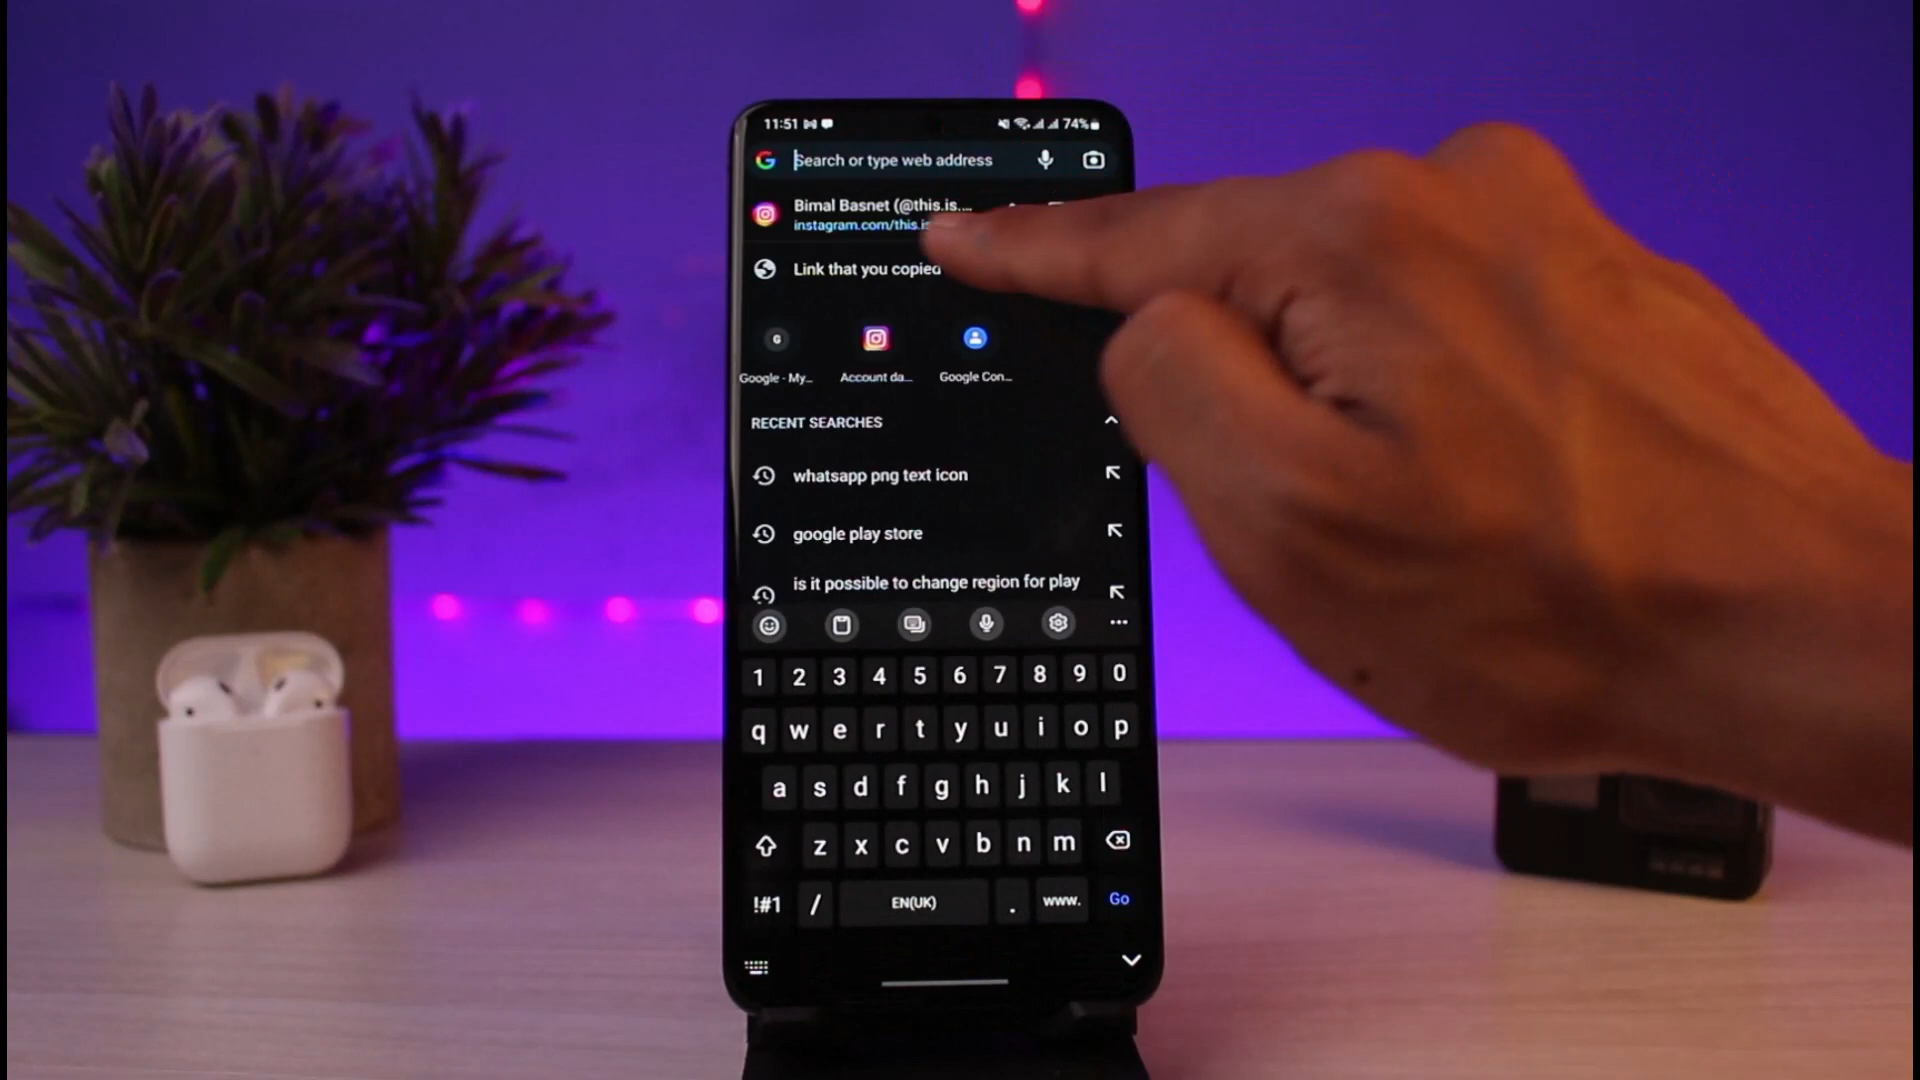 11:51 74%
Search or type web address
Bimal Basnet (@this.is....
instagram.com/this.is
Link that you copied
G
Google - My... Account da... Google Con...
RECENT SEARCHES
whatsapp png text icon
google play store
is it possible to change region for play
1 2 3 4 5 6 7 8 9 0
q w e r t y u i o p
a s d f g h j k l
z x c v b n m
!#1 / EN(UK) . www. Go